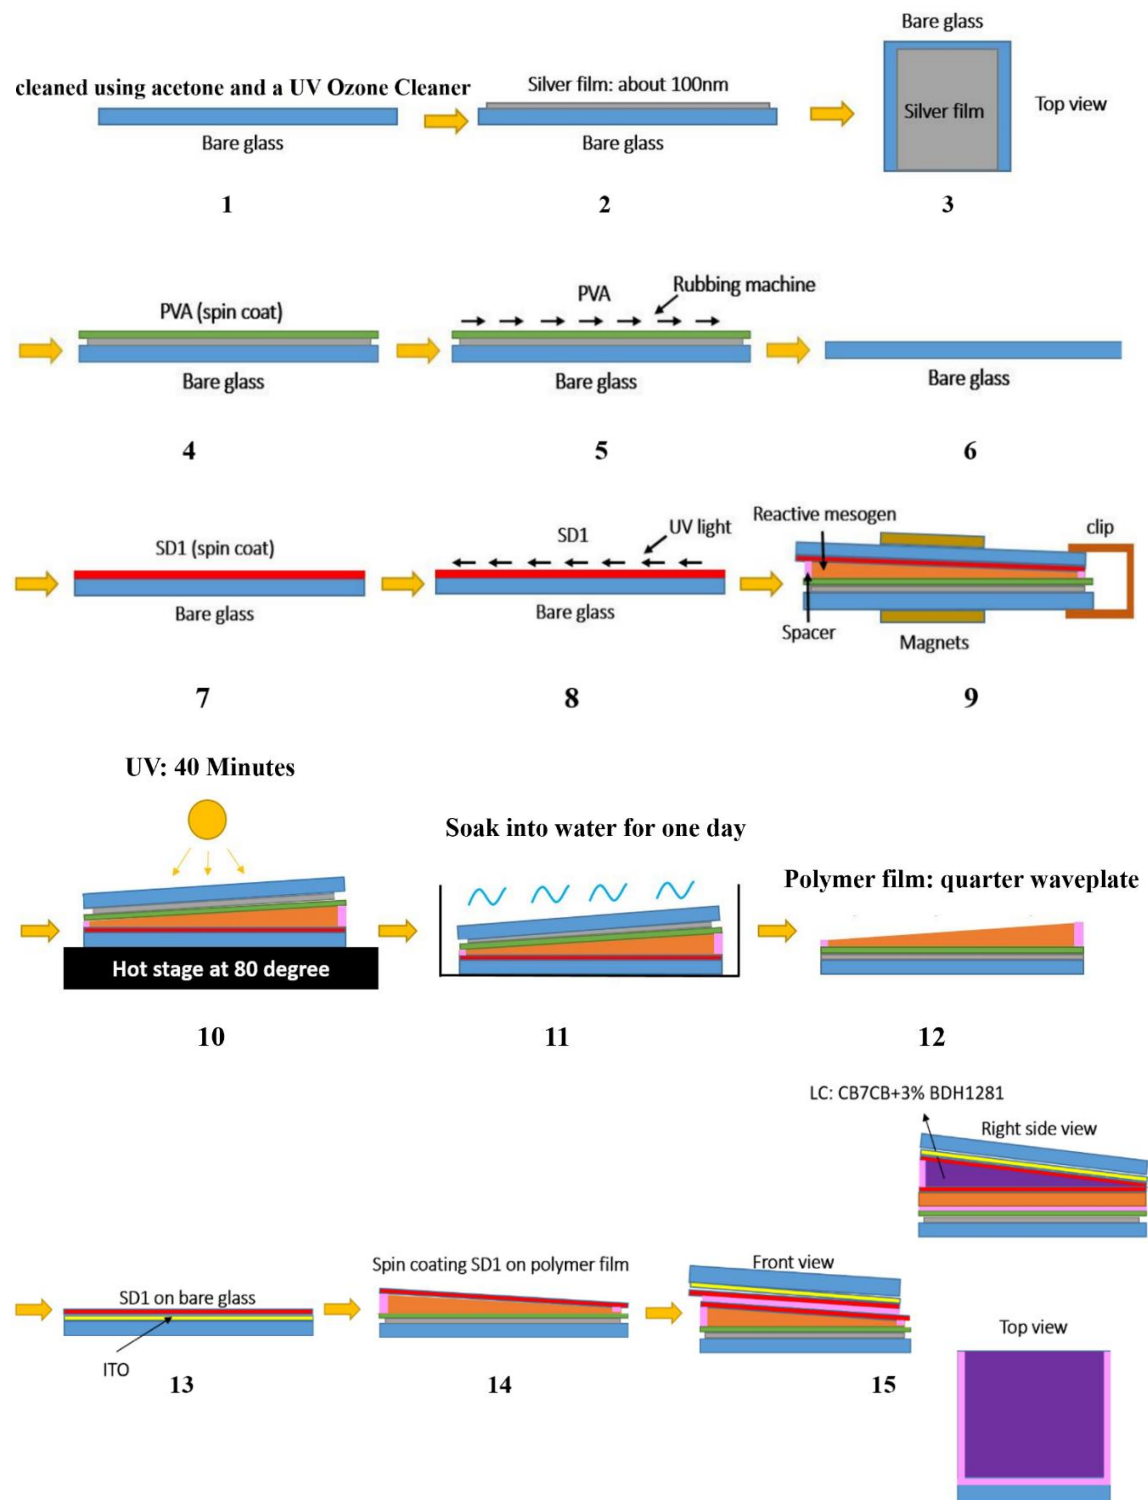 Bare glass
cleaned using acetone and a UV Ozone Cleaner
Silver film: about 100nm
Silver film
Top view
Bare glass
Bare glass
1
2
3
PVA (spin coat)
PVA
Rubbing machine
Bare glass
Bare glass
Bare glass
4
5
6
SD1 (spin coat)
SD1
UV light
Reactive mesogen
clip
Bare glass
Bare glass
Spacer
Magnets
7
8
9
UV: 40 Minutes
Soak into water for one day
Polymer film: quarter waveplate
Hot stage at 80 degree
10
11
12
LC: CB7CB+3% BDH1281
Right side view
SD1 on bare glass
Spin coating SD1 on polymer film
Front view
ITO
Top view
13
14
15